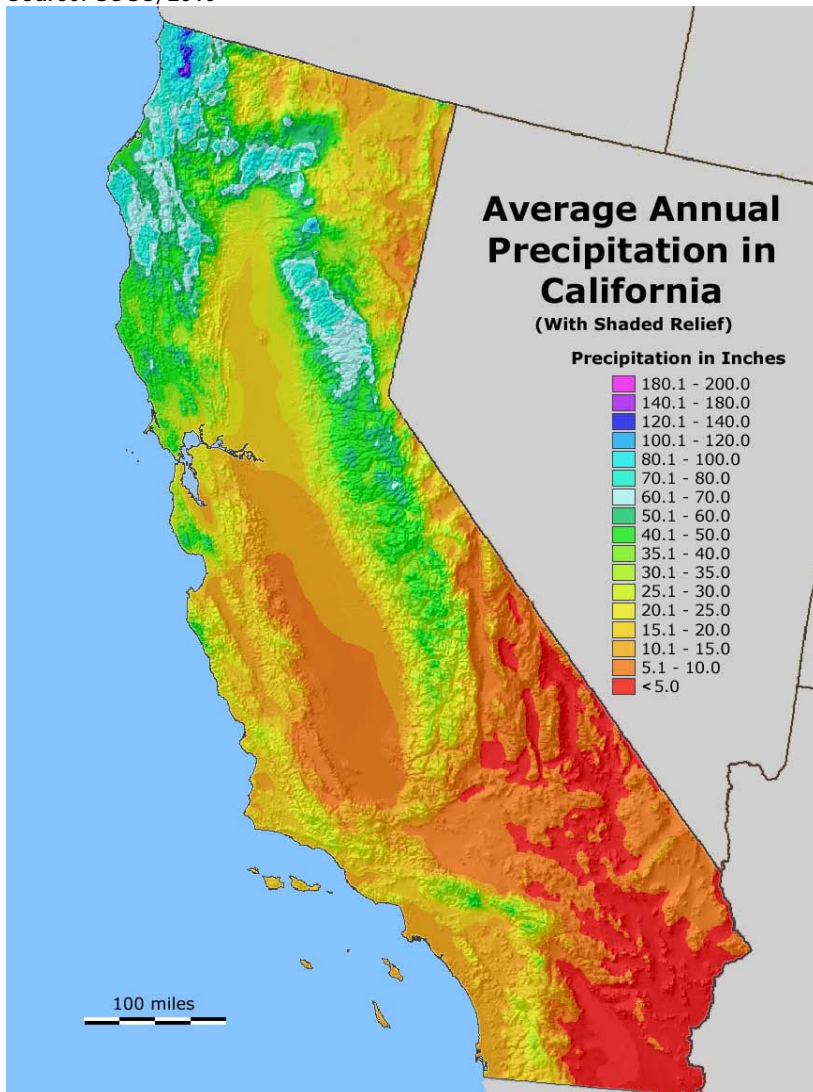 Average Annual
Precipitation in
California
(With Shaded Relief)
Precipitation in Inches
180.1 - 200.0
140.1 - 180.0
120.1 - 140.0
100.1 - 120.0
80.1 - 100.0
70.1 - 80.0
60.1 - 70.0
50.1 - 60.0
40.1 - 50.0
35.1 - 40.0
30.1 - 35.0
25.1 - 30.0
20.1 - 25.0
15.1 - 20.0
10.1 - 15.0
5.1 - 10.0
<5.0
100 miles